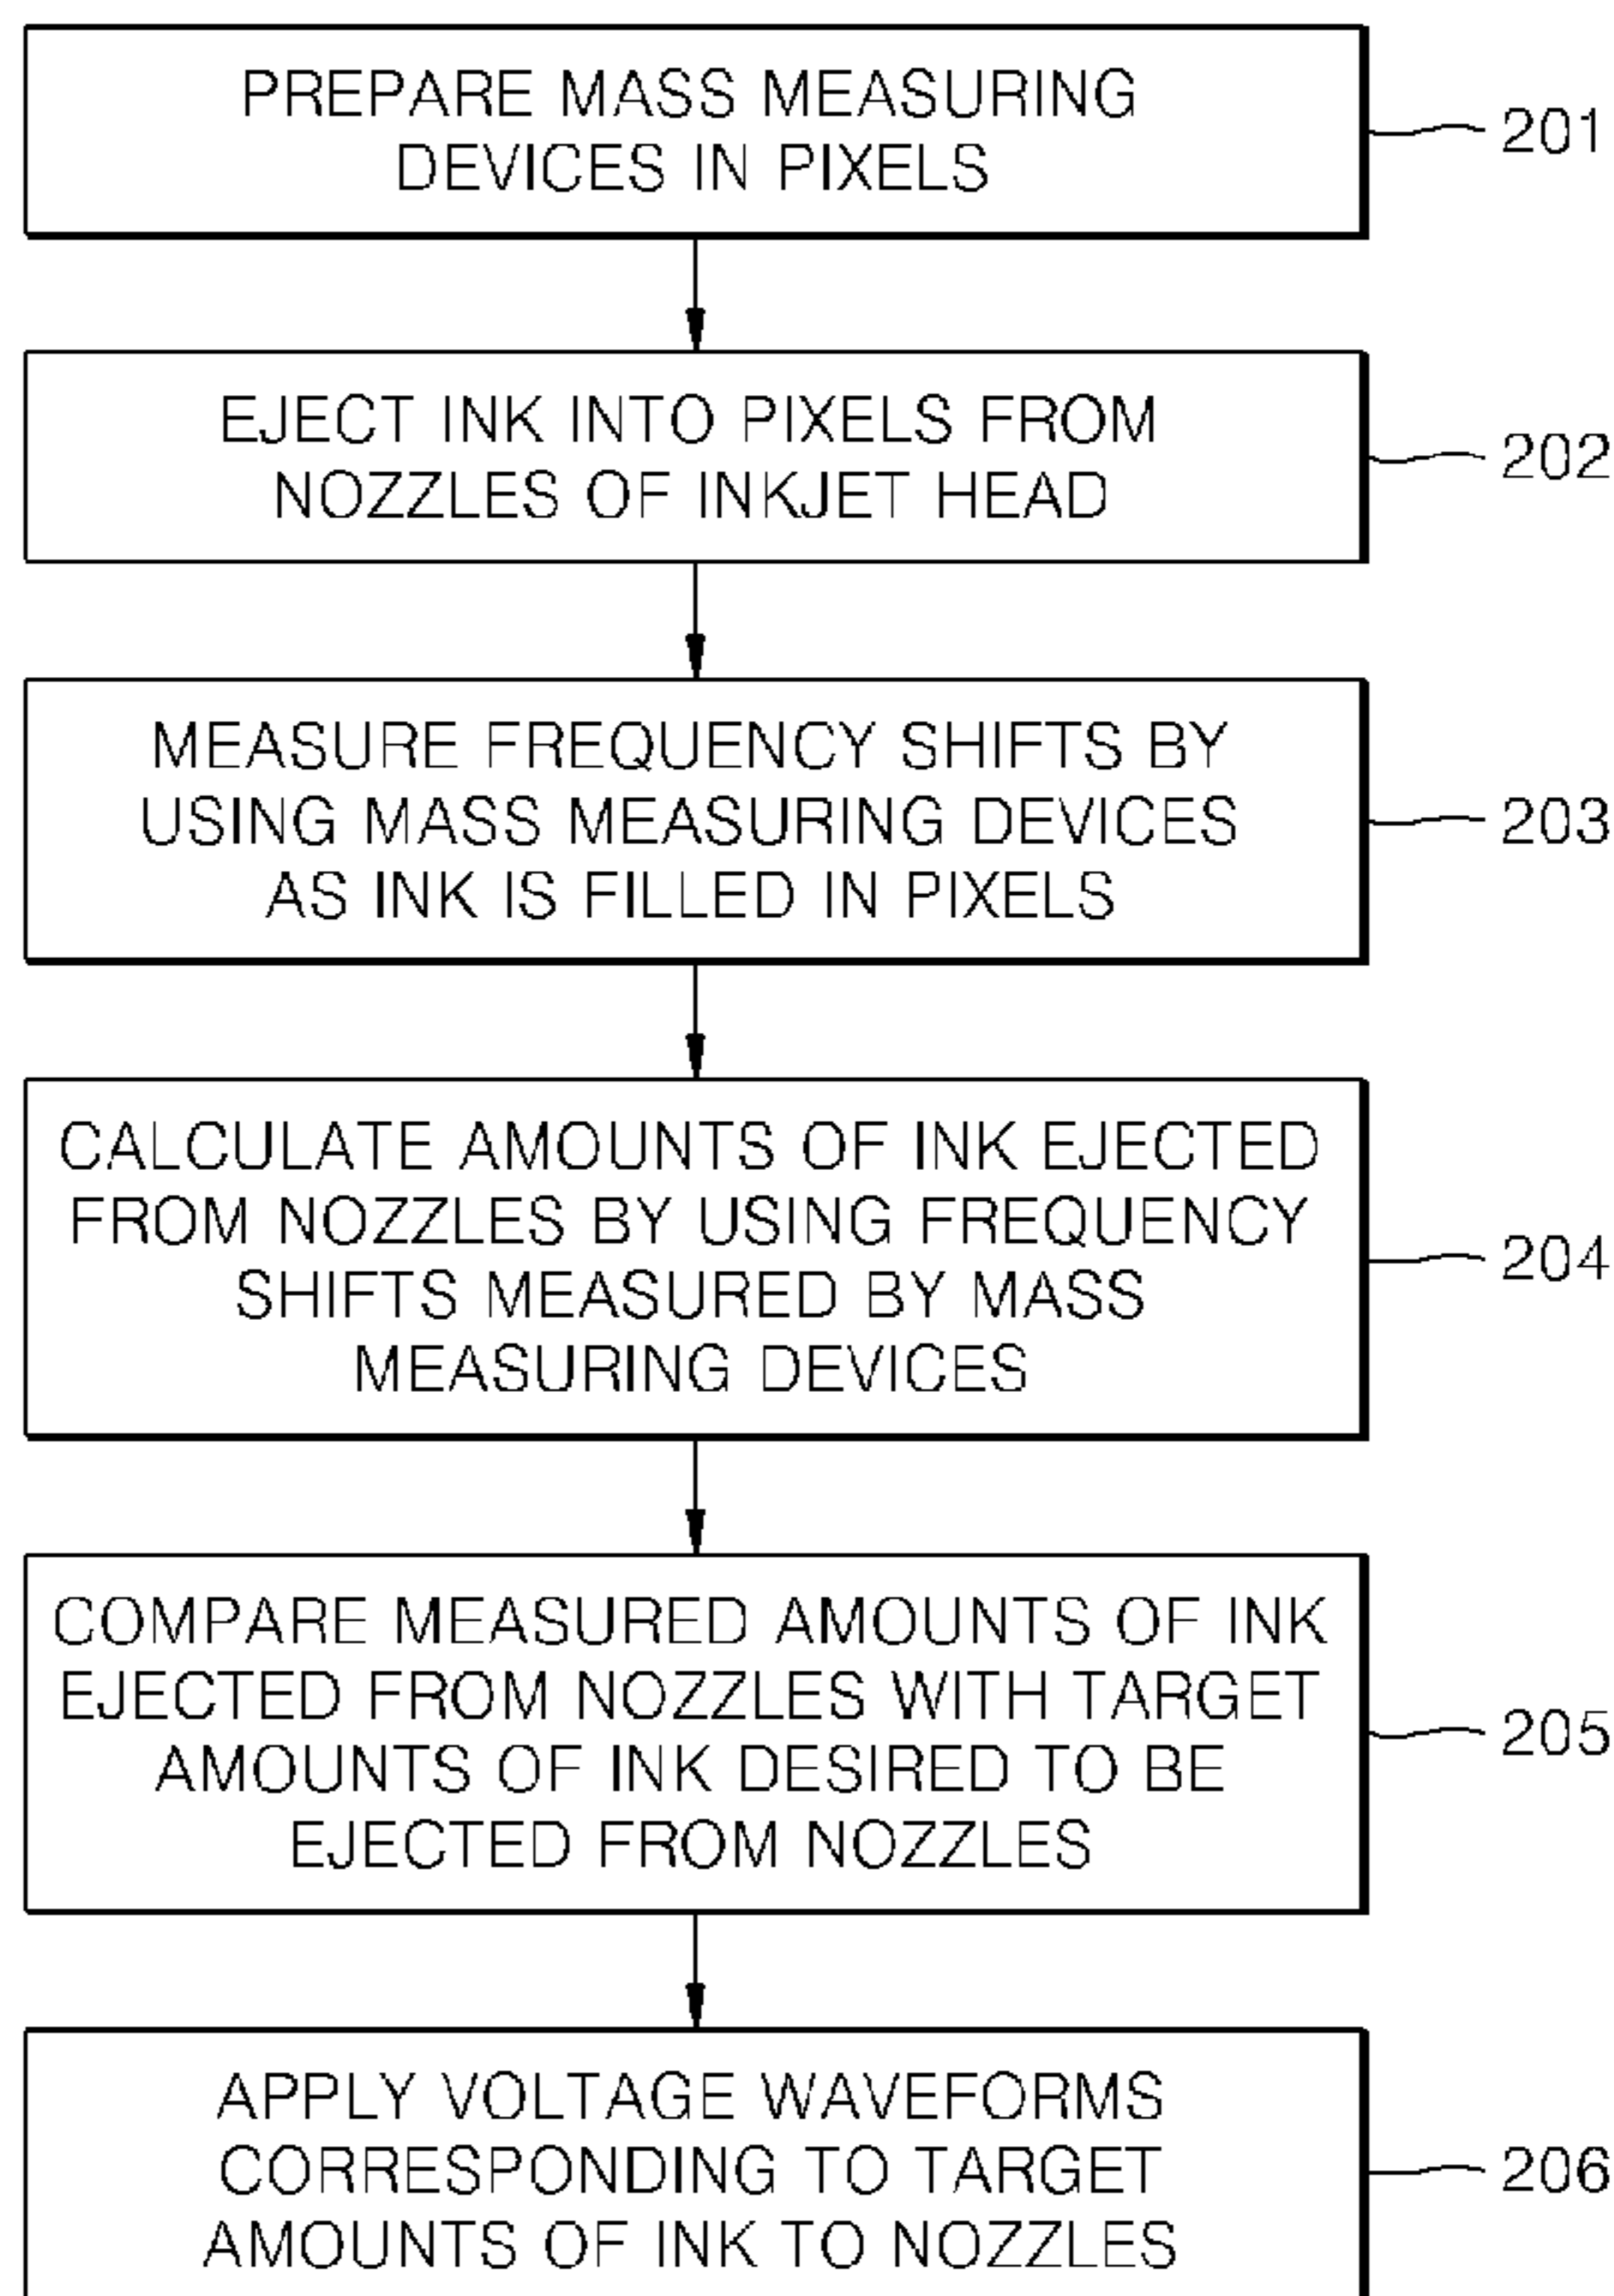 PREPARE MASS MEASURING
DEVICES IN PIXELS
201
EJECT INK INTO PIXELS FROM
NOZZLES OF INKJET HEAD
202
MEASURE FREQUENCY SHIFTS BY
USING MASS MEASURING DEVICES
AS INK IS FILLED IN PIXELS
203
CALCULATE AMOUNTS OF INK EJECTED
FROM NOZZLES BY USING FREQUENCY
SHIFTS MEASURED BY MASS
MEASURING DEVICES
204
COMPARE MEASURED AMOUNTS OF INK
EJECTED FROM NOZZLES WITH TARGET
AMOUNTS OF INK DESIRED TO BE
EJECTED FROM NOZZLES
205
APPLY VOLTAGE WAVEFORMS
CORRESPONDING TO TARGET
AMOUNTS OF INK TO NOZZLES
206